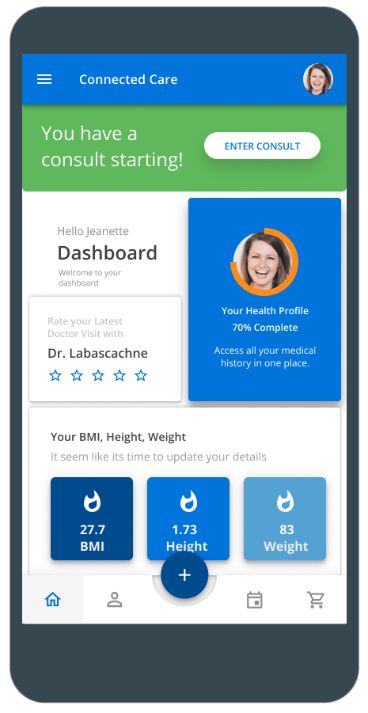 Connected Care
You have a
consult starting!
ENTER CONSULT
Hello Jeanette
Dashboard
Welcome to your
dashboard
Your Health Profile
70% Complete
Access all your medical
history in one place.
Rate your Latest
Doctor Visit with
Dr. Labascachne
Your BMI, Height, Weight
It seem like its time to update your details
27.7
BMI
1.73
Height
83
Weight
+